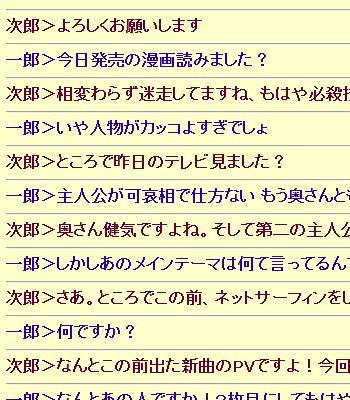 次郎＞よろしくお願いします
一郎＞今日発売の漫画読みました？
次郎＞相変わらず迷走してますね、もはや必殺技
一郎＞いや人物がカッコよすぎでしょ
次郎＞ところで昨日のテレビ見ました？
一郎＞主人公が可哀相で仕方ない もう奥さんと
次郎＞奥さん健気ですよね。そして第二の主人公
一郎＞しかしあのメインテーマは何て言ってるん
次郎＞さあ。ところでこの前、ネットサーフィンをし
一郎＞何ですか？
次郎＞なんとこの前出た新曲のPVですよ！今回
一郎＞なんとあの人ですか！2枚目にしてもはや